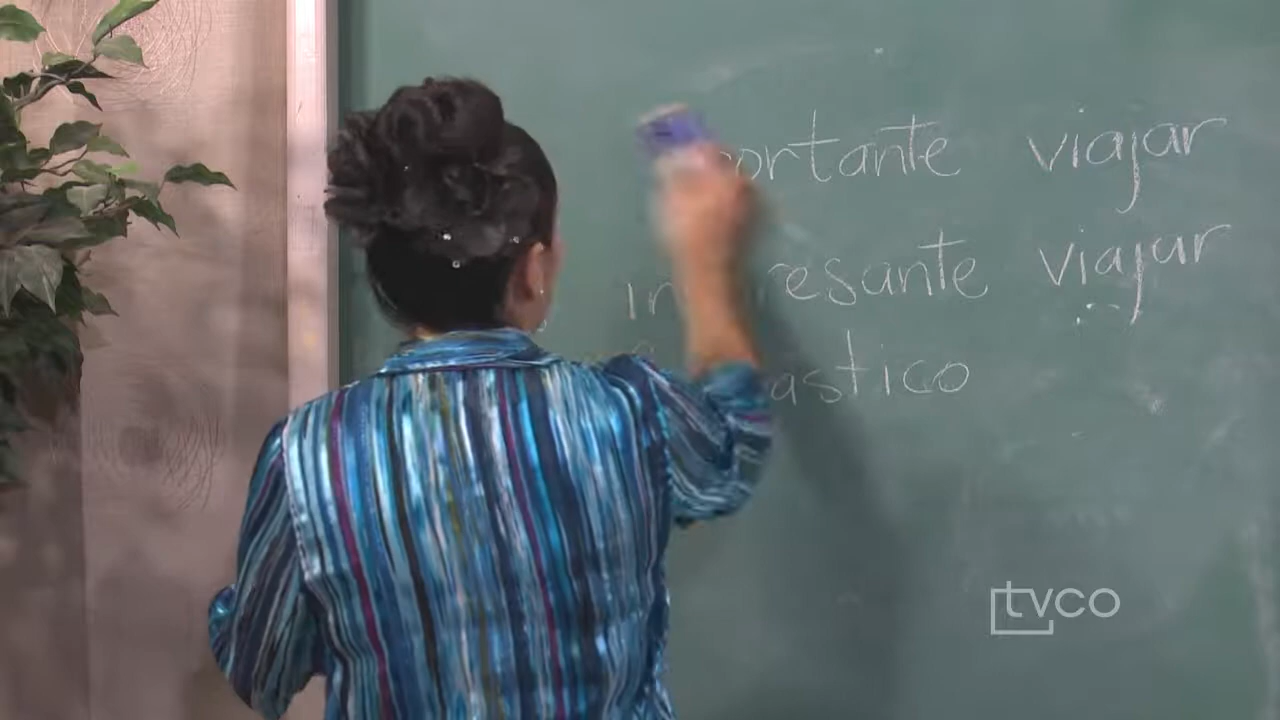 ortante viajar
resante viajar
astico
tvco